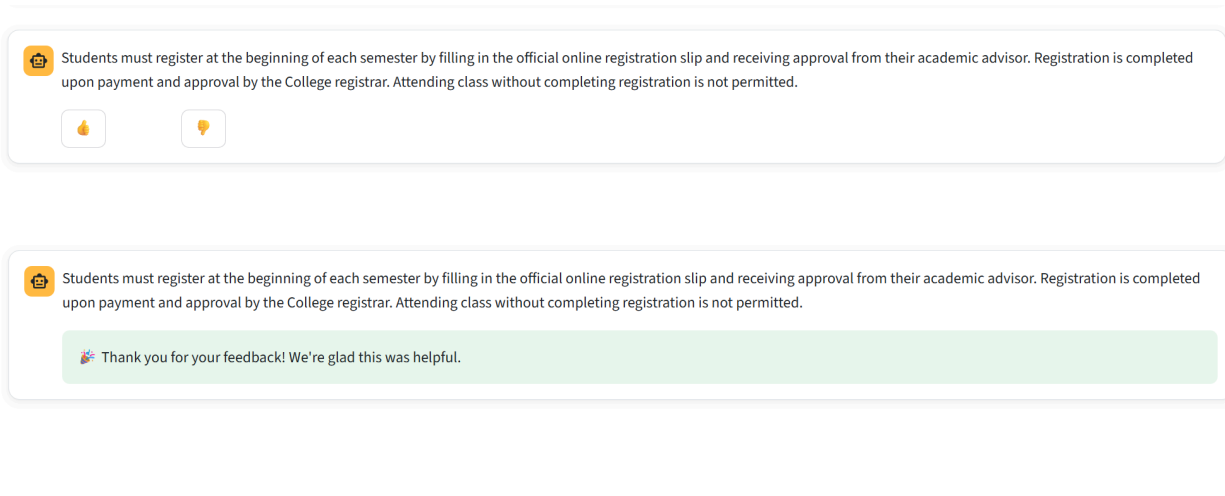 Students must register at the beginning of each semester by filling in the official online registration slip and receiving approval from their academic advisor. Registration is completed
upon payment and approval by the College registrar. Attending class without completing registration is not permitted.
👍 👎
Students must register at the beginning of each semester by filling in the official online registration slip and receiving approval from their academic advisor. Registration is completed
upon payment and approval by the College registrar. Attending class without completing registration is not permitted.
🎉 Thank you for your feedback! We're glad this was helpful.